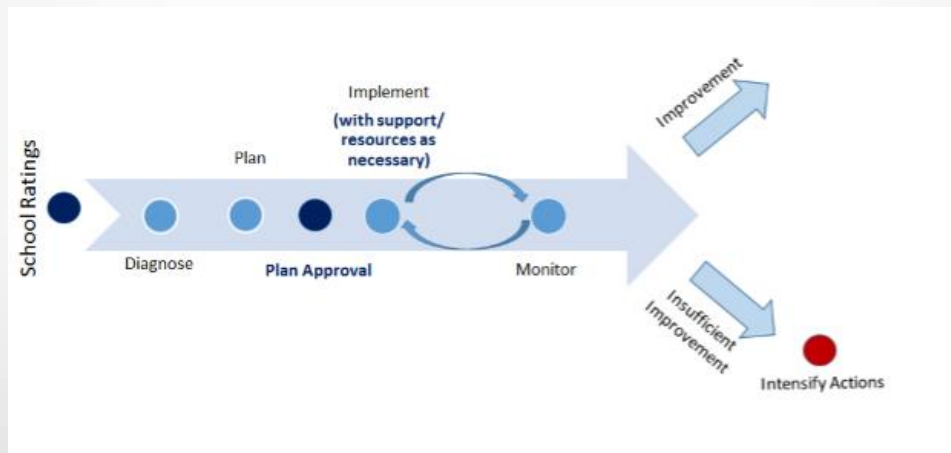 School Ratings
Diagnose
Plan
Plan Approval
Implement
(with support/
resources as
necessary)
Monitor
Improvement
Insufficient
Improvement
Intensify Actions